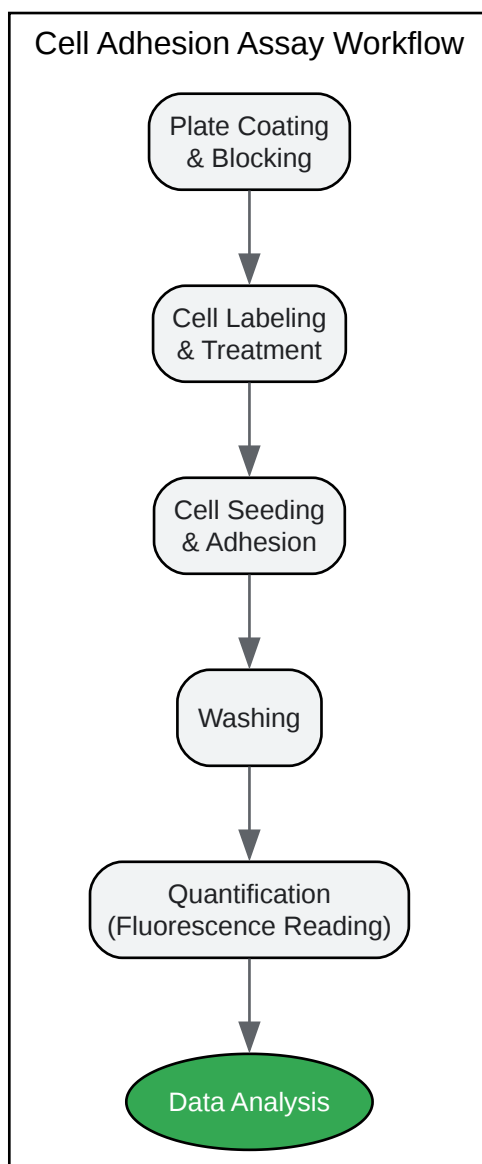 Cell Adhesion Assay Workflow
Plate Coating
& Blocking
Cell Labeling
& Treatment
Cell Seeding
& Adhesion
Washing
Quantification
(Fluorescence Reading)
Data Analysis